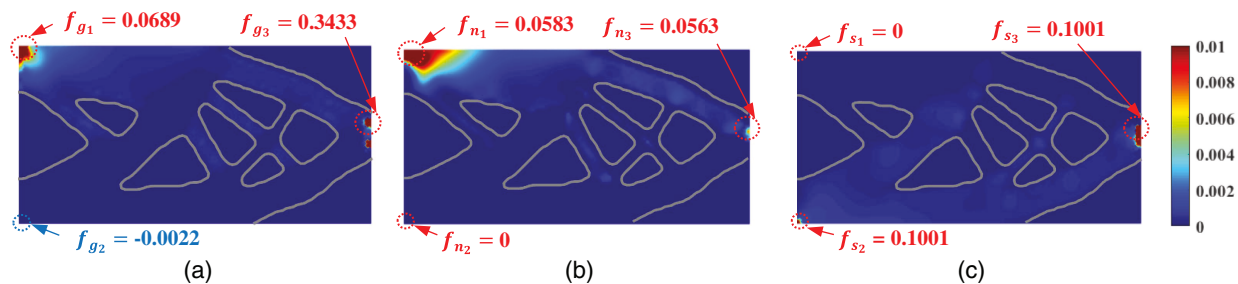 f_{g_1} = 0.0689
f_{g_3} = 0.3433
f_{g_2} = -0.0022
(a)
f_{n_1} = 0.0583
f_{n_3} = 0.0563
f_{n_2} = 0
(b)
f_{s_1} = 0
f_{s_3} = 0.1001
f_{s_2} = 0.1001
(c)
0.01
0.008
0.006
0.004
0.002
0